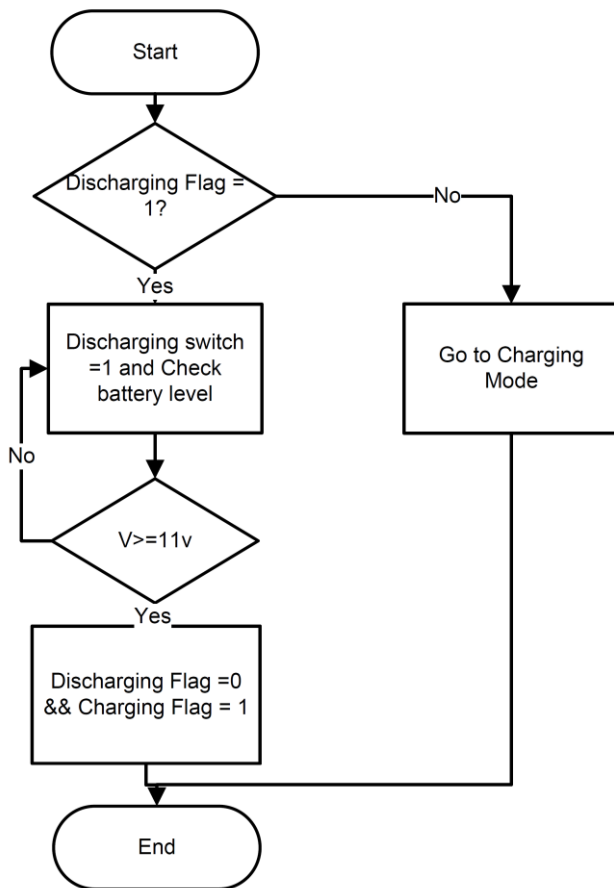 Start
Discharging Flag =
1?
No
Yes
Discharging switch
=1 and Check
battery level
Go to Charging
Mode
No
V>=11v
Yes
Discharging Flag =0
&& Charging Flag = 1
End